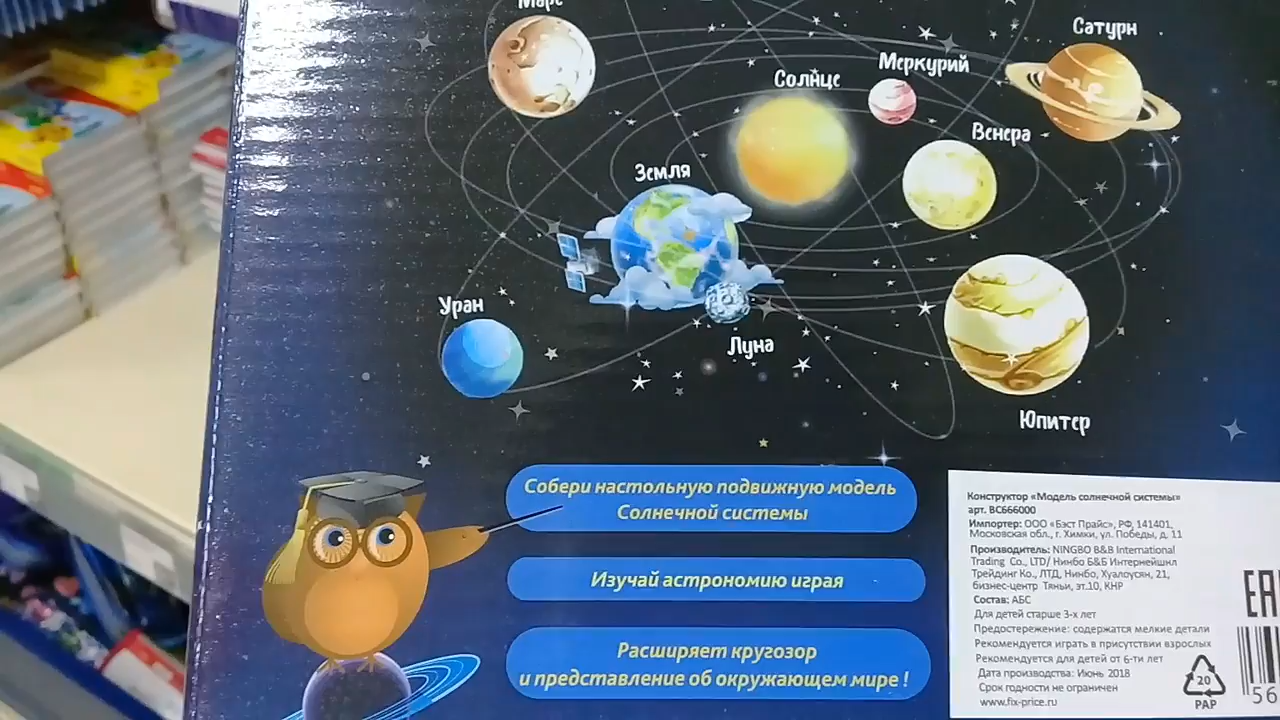 Марс
Сатурн
Меркурий
Солнце
Венера
Земля
Уран
Луна
Юпитер
Собери настольную подвижную модель
Солнечной системы
Изучай астрономию играя
Расширяет кругозор
и представление об окружающем мире !
Конструктор «Модель солнечной системы»
арт. BC666000
Импортер: ООО «Бэст Прайс», РФ, 141401,
Московская обл., г. Химки, ул. Победы, д. 11
Производитель: NINGBO B&B International
Trading Co., LTD/ Нинбо Б&Б Интернейшнл
Трейдинг Ко., ЛТД, Нинбо, Хуалоусян, 21,
бизнес-центр Тяньи, эт.10, КНР
Состав: АБС
Для детей старше 3-х лет
Предостережение: содержатся мелкие детали
Рекомендуется играть в присутствии взрослых
Рекомендуется для детей от 6-ти лет
Дата производства: Июнь 2018
Срок годности не ограничен
www.fix-price.ru
20
PAP
56